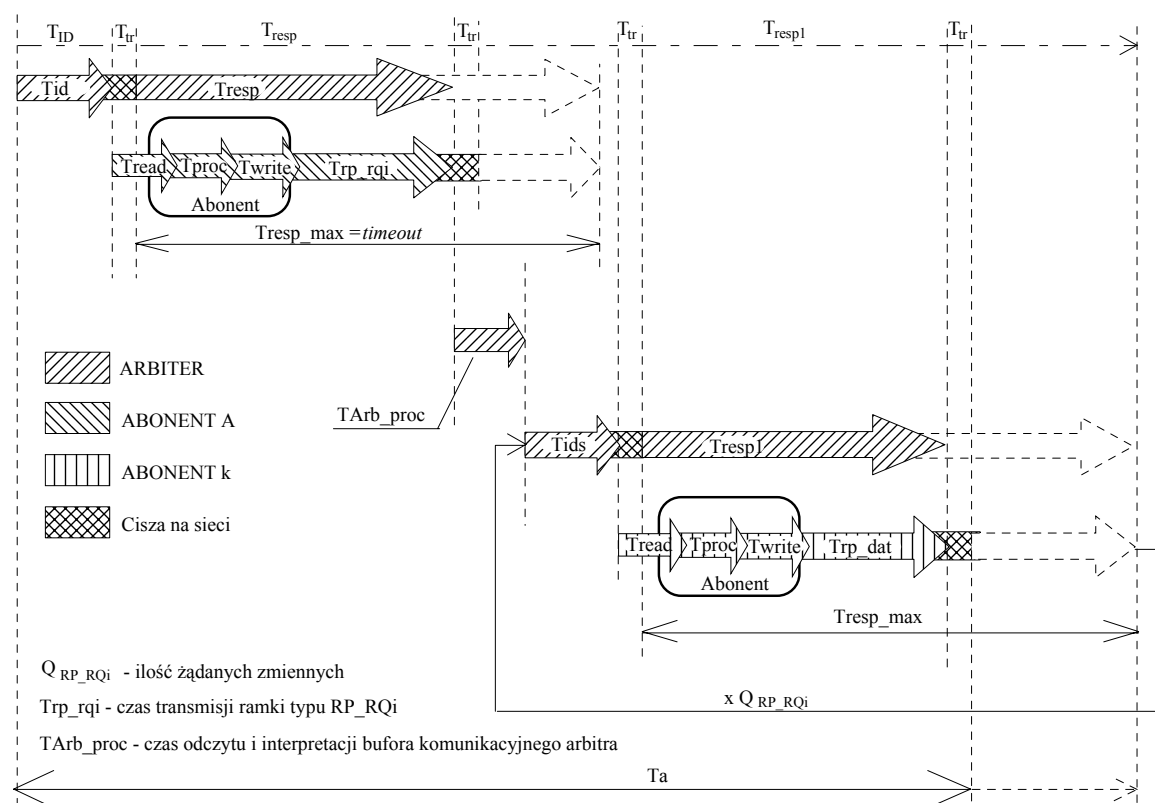 T_ID T_tr T_resp T_tr T_tr T_resp1 T_tr
Tid Tresp
Tread Tproc Twrite Trp_rqi
Abonent
Tresp_max =timeout
ARBITER
ABONENT A
ABONENT k
Cisza na sieci
TArb_proc
Tids Tresp1
Tread Tproc Twrite Trp_dat
Abonent
Tresp_max
Q RP_RQi - ilość żądanych zmiennych
Trp_rqi - czas transmisji ramki typu RP_RQi
x Q RP_RQi
TArb_proc - czas odczytu i interpretacji bufora komunikacyjnego arbitra
Ta